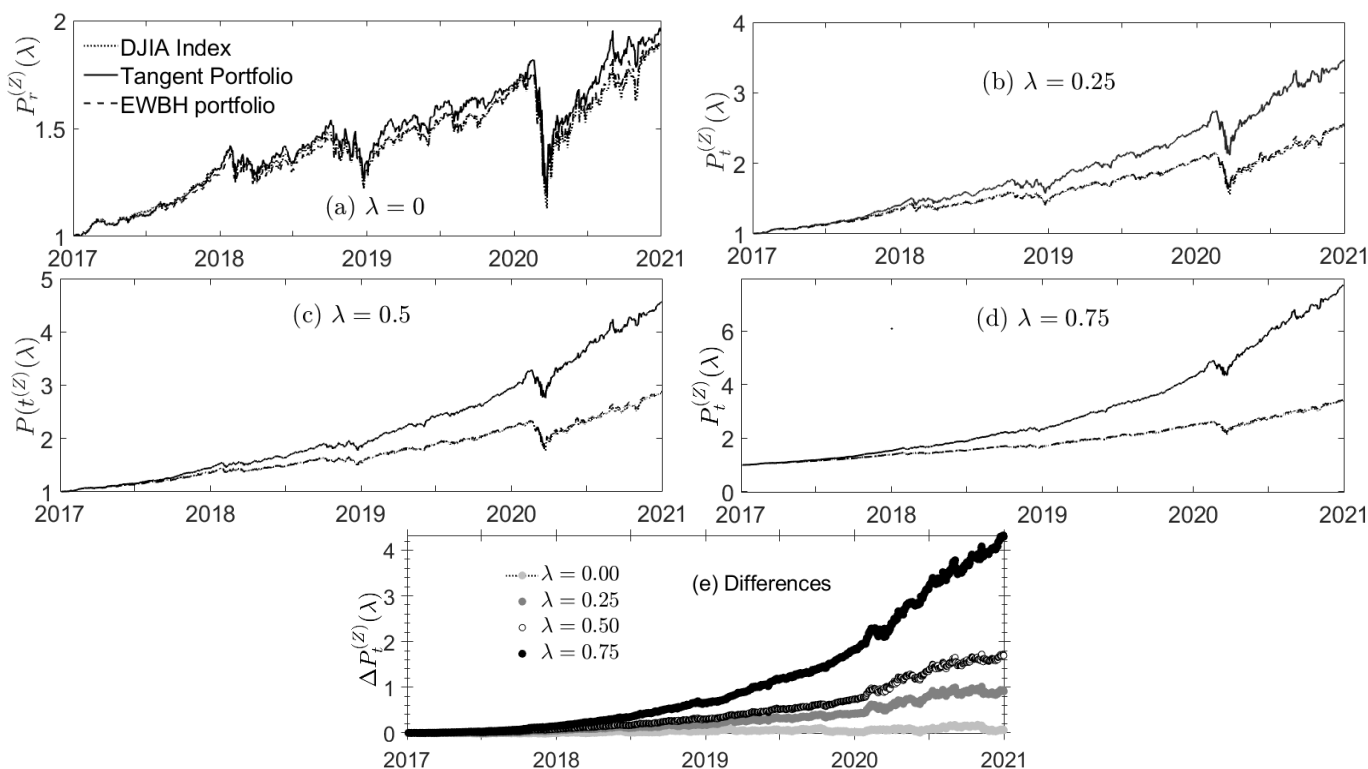 2
1.5
1
P_r^{(Z)}(λ)
DJIA Index
Tangent Portfolio
EWBH portfolio
(a) λ = 0
2017 2018 2019 2020 2021
4
3
2
1
P_t^{(Z)}(λ)
(b) λ = 0.25
2017 2018 2019 2020 2021
5
4
3
2
1
P(t^{(Z)}(λ)
(c) λ = 0.5
2017 2018 2019 2020 2021
6
4
2
0
P_t^{(Z)}(λ)
(d) λ = 0.75
2017 2018 2019 2020 2021
4
3
2
1
0
ΔP_t^{(Z)}(λ)
λ = 0.00
λ = 0.25
λ = 0.50
λ = 0.75
(e) Differences
2017 2018 2019 2020 2021